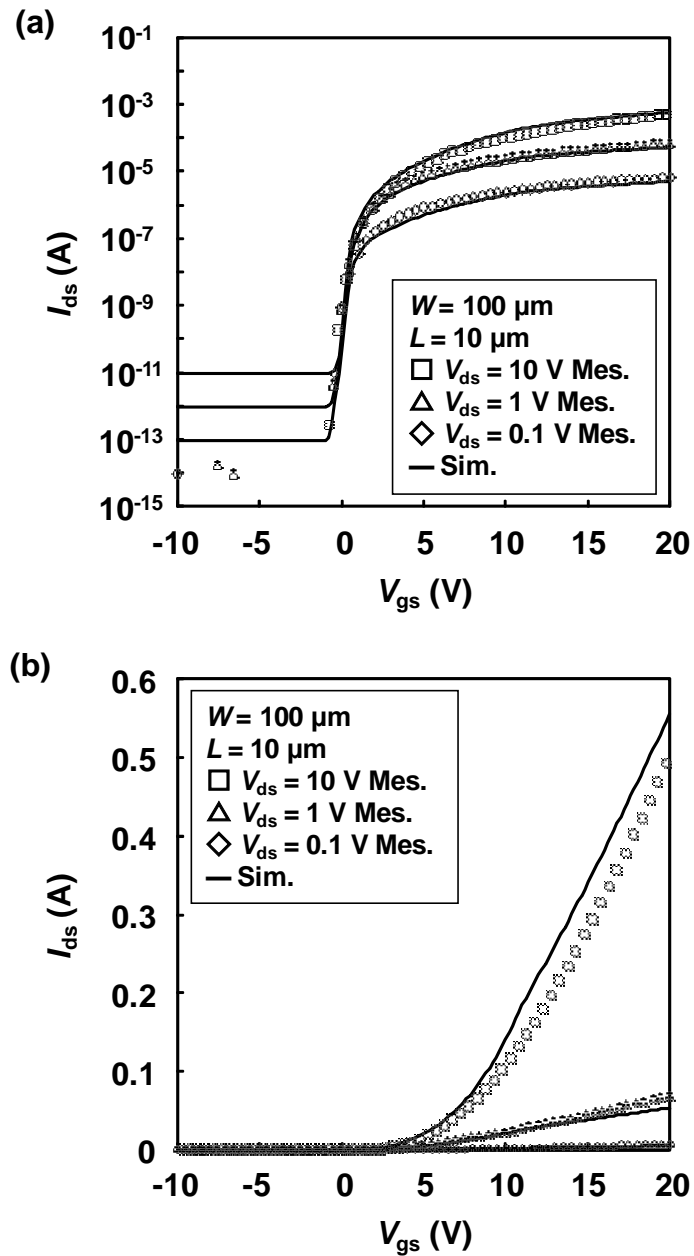 (a)
10⁻¹
10⁻³
10⁻⁵
10⁻⁷
10⁻⁹
10⁻¹¹
10⁻¹³
10⁻¹⁵
Ids (A)
W = 100 μm
L = 10 μm
□ Vds = 10 V Mes.
△ Vds = 1 V Mes.
◇ Vds = 0.1 V Mes.
— Sim.
-10 -5 0 5 10 15 20
Vgs (V)
(b)
0.6
0.5
0.4
0.3
0.2
0.1
0
Ids (A)
W = 100 μm
L = 10 μm
□ Vds = 10 V Mes.
△ Vds = 1 V Mes.
◇ Vds = 0.1 V Mes.
— Sim.
-10 -5 0 5 10 15 20
Vgs (V)